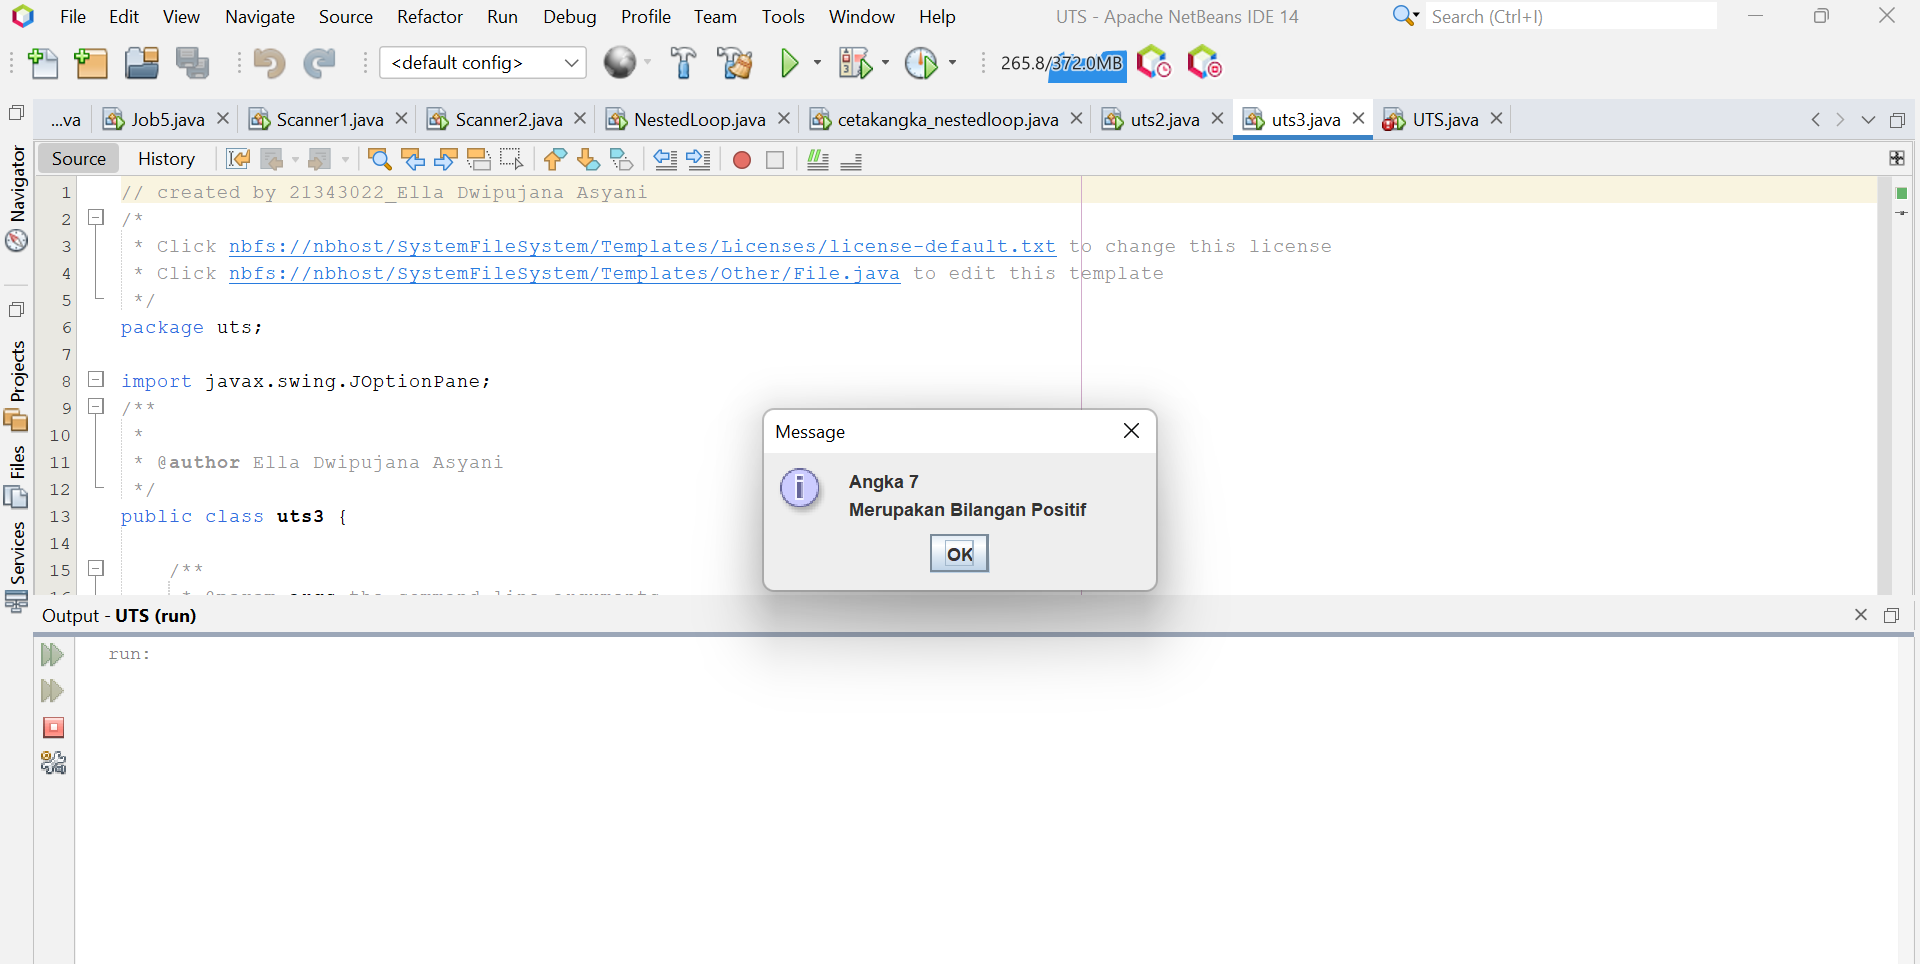 File Edit View Navigate Source Refactor Run Debug Profile Team Tools Window Help UTS - Apache NetBeans IDE 14 Search (Ctrl+I)
<default config> 265.8/372.0MB
...va Job5.java Scanner1.java Scanner2.java NestedLoop.java cetakangka_nestedloop.java uts2.java uts3.java UTS.java
Source History
Navigator
Projects
Files
Services
1 // created by 21343022_Ella Dwipujana Asyani
2 /*
3 * Click nbfs://nbhost/SystemFileSystem/Templates/Licenses/license-default.txt to change this license
4 * Click nbfs://nbhost/SystemFileSystem/Templates/Other/File.java to edit this template
5 */
6 package uts;
7
8 import javax.swing.JOptionPane;
9 /**
10 *
11 * @author Ella Dwipujana Asyani
12 */
13 public class uts3 {
14
15 /**
Message
Angka 7
Merupakan Bilangan Positif
OK
Output - UTS (run)
run: